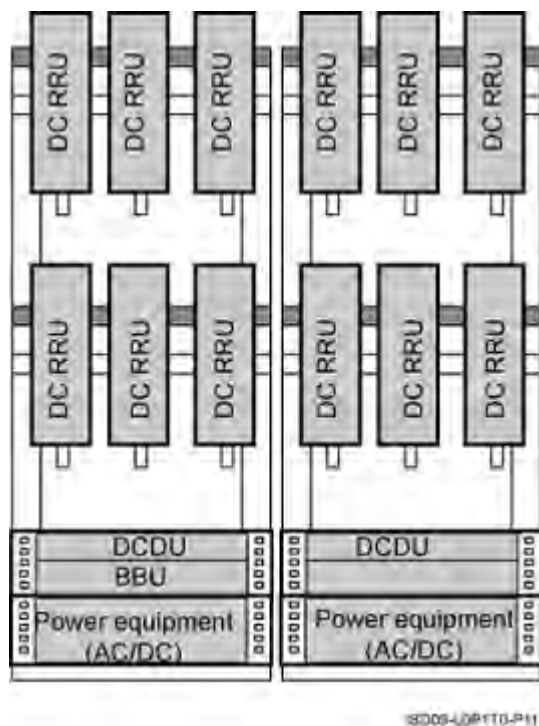 DC RRU DC RRU DC RRU DC RRU DC RRU DC RRU
DC RRU DC RRU DC RRU DC RRU DC RRU DC RRU
DCDU DCDU
BBU
Power equipment Power equipment
(AC/DC) (AC/DC)